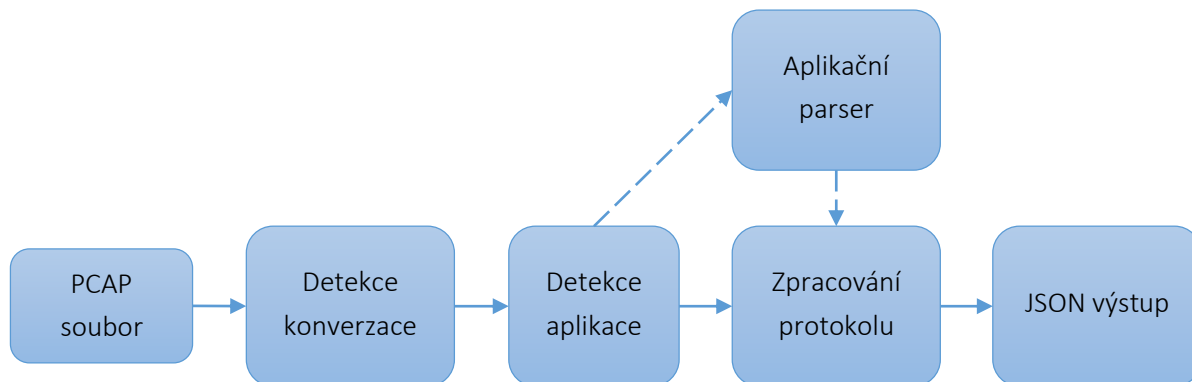 Aplikační
parser
PCAP
soubor
Detekce
konverzace
Detekce
aplikace
Zpracování
protokolu
JSON výstup